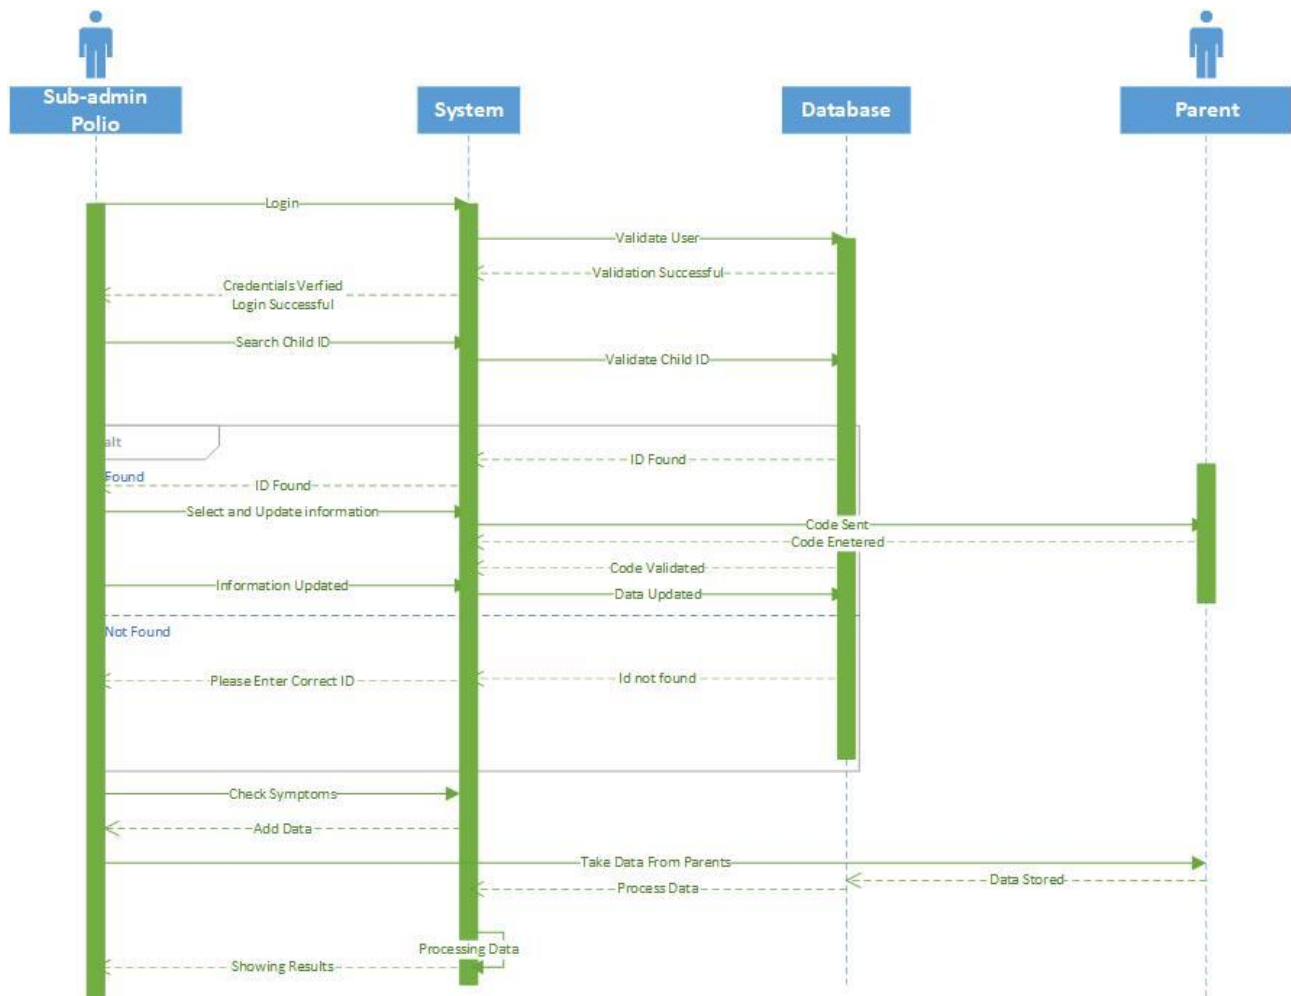 Sub-admin
Polio
System
Database
Parent
Login
Validate User
Validation Successful
Credentials Verfied
Login Successful
Search Child ID
Validate Child ID
alt
ID Found
Found
ID Found
Select and Update information
Code Sent
Code Enetered
Code Validated
Information Updated
Data Updated
Not Found
Id not found
Please Enter Correct ID
Check Symptoms
Add Data
Take Data From Parents
Data Stored
Process Data
Processing Data
Showing Results